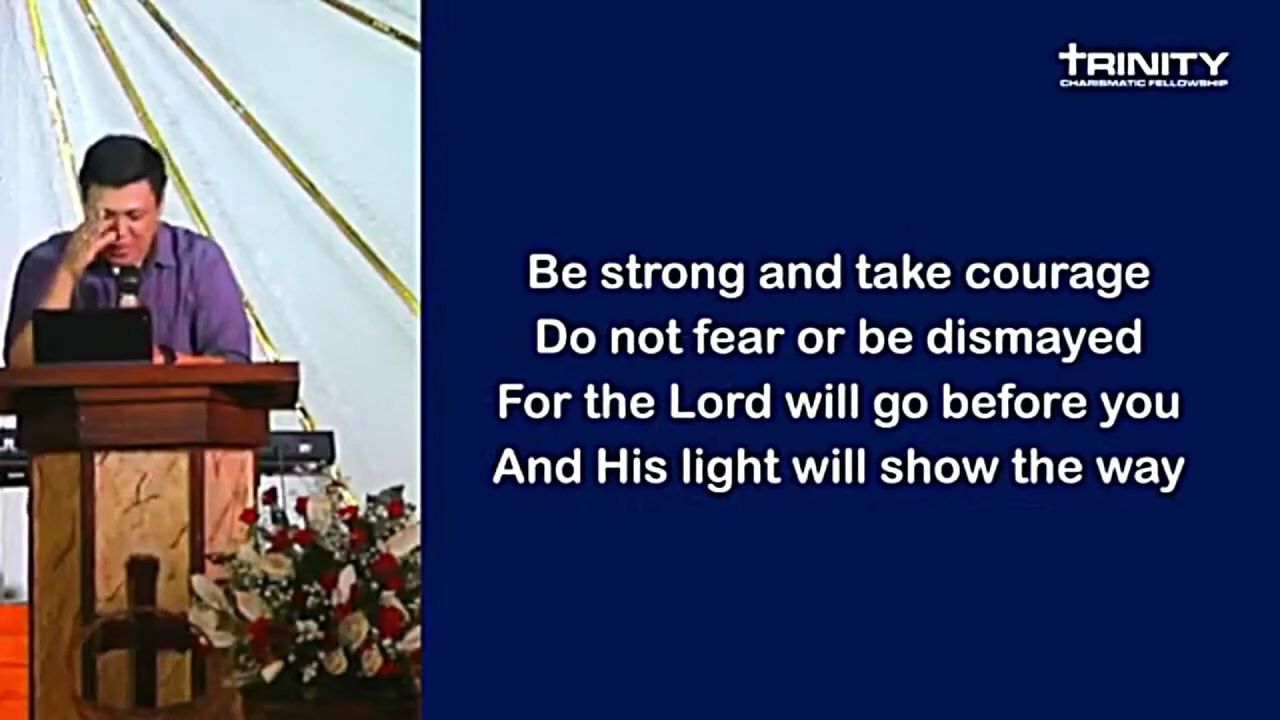 TRINITY
CHARISMATIC FELLOWSHIP
Be strong and take courage
Do not fear or be dismayed
For the Lord will go before you
And His light will show the way